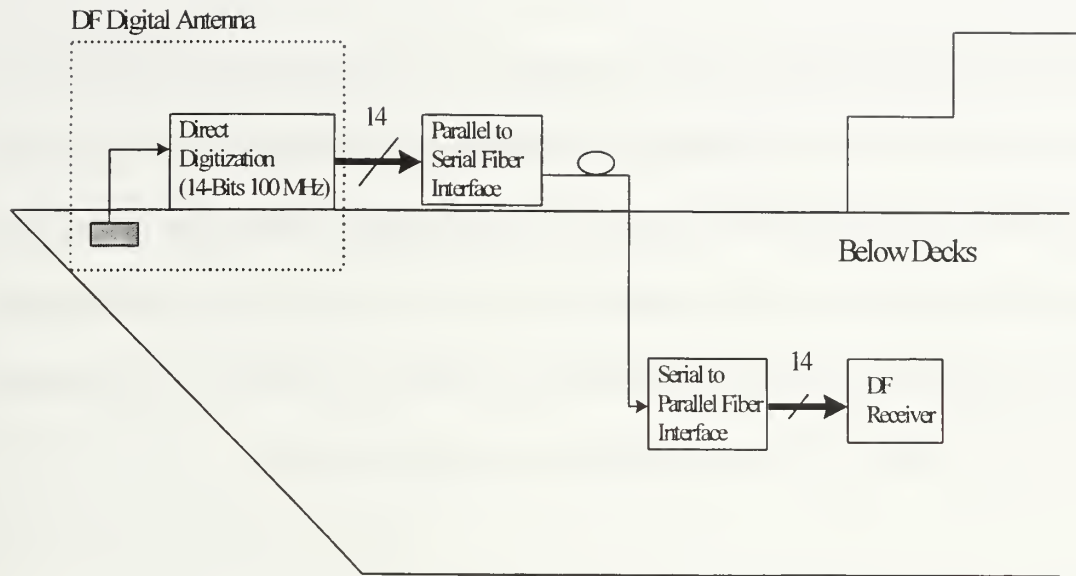 DF Digital Antenna
Direct
Digitization
(14-Bits 100 MHz)
14
Parallel to
Serial Fiber
Interface
Below Decks
Serial to
Parallel Fiber
Interface
14
DF
Receiver